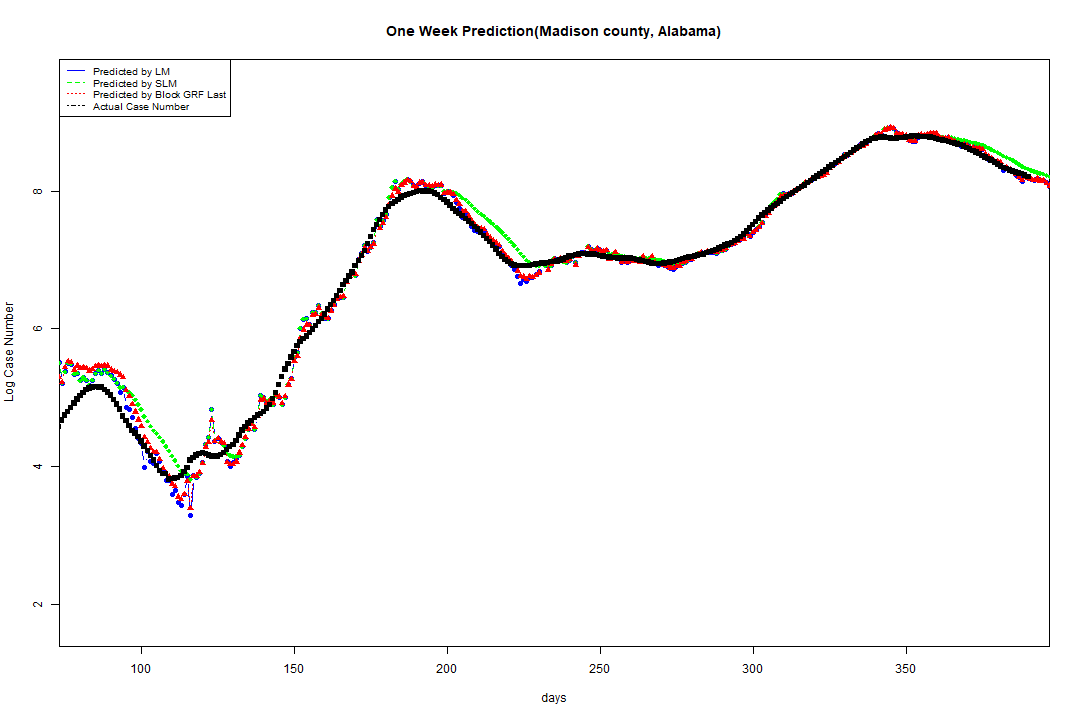 One Week Prediction(Madison county, Alabama)
Predicted by LM
Predicted by SLM
Predicted by Block GRF Last
Actual Case Number
8
6
4
2
Log Case Number
100 150 200 250 300 350
days